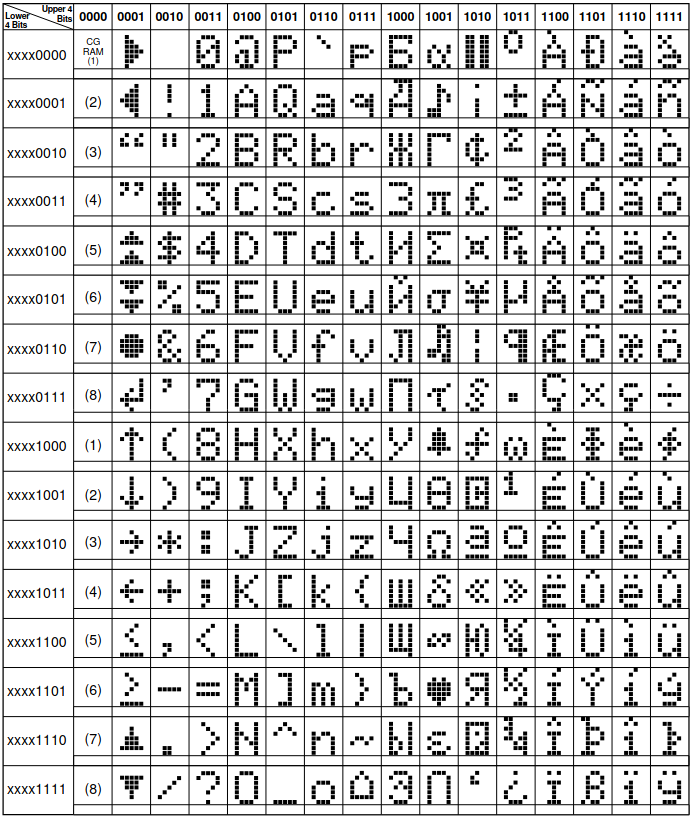 Upper 4 Bits Lower 4 Bits 0000 0001 0010 0011 0100 0101 0110 0111 1000 1001 1010 1011 1100 1101 1110 1111
xxxx0000 CG RAM (1) ▶ 0 @ P ` p Б α ° À Ð à ð
xxxx0001 (2) ◀ ! 1 A Q a q Д ♪ ¡ ± Á Ñ á ñ
xxxx0010 (3) “ " 2 B R b r Ж Γ ¢ ² Â Ò â ò
xxxx0011 (4) ” # 3 C S c s З π £ ³ Ã Ó ã ó
xxxx0100 (5) ⏫ $ 4 D T d t И Σ ¤ ₧ Ä Ô ä ô
xxxx0101 (6) ⏬ % 5 E U e u Й σ ¥ µ Å Õ å õ
xxxx0110 (7) ● & 6 F V f v Л ♬ ¦ ¶ Æ Ö æ ö
xxxx0111 (8) ↲ ' 7 G W g w П τ § · Ç × ç ÷
xxxx1000 (1) ↑ ( 8 H X h x У 🔔 ƒ ω È Φ è ø
xxxx1001 (2) ↓ ) 9 I Y i y Ц Θ © ¹ É Ù é ù
xxxx1010 (3) → * : J Z j z Ч Ω ª º Ê Ú ê ú
xxxx1011 (4) ← + ; K [ k { Ш δ « » Ë Û ë û
xxxx1100 (5) ≤ , < L \ l | Щ ∞ Ю ¼ Ì Ü ì ü
xxxx1101 (6) ≥ - = M ] m } Ъ ♥ Я ½ Í Ý í ý
xxxx1110 (7) ▲ . > N ^ n ~ Ы ε ® ¾ Î Þ î þ
xxxx1111 (8) ▼ / ? O _ o ⌂ Э ∩ ‘ ¿ Ï ß ï ÿ